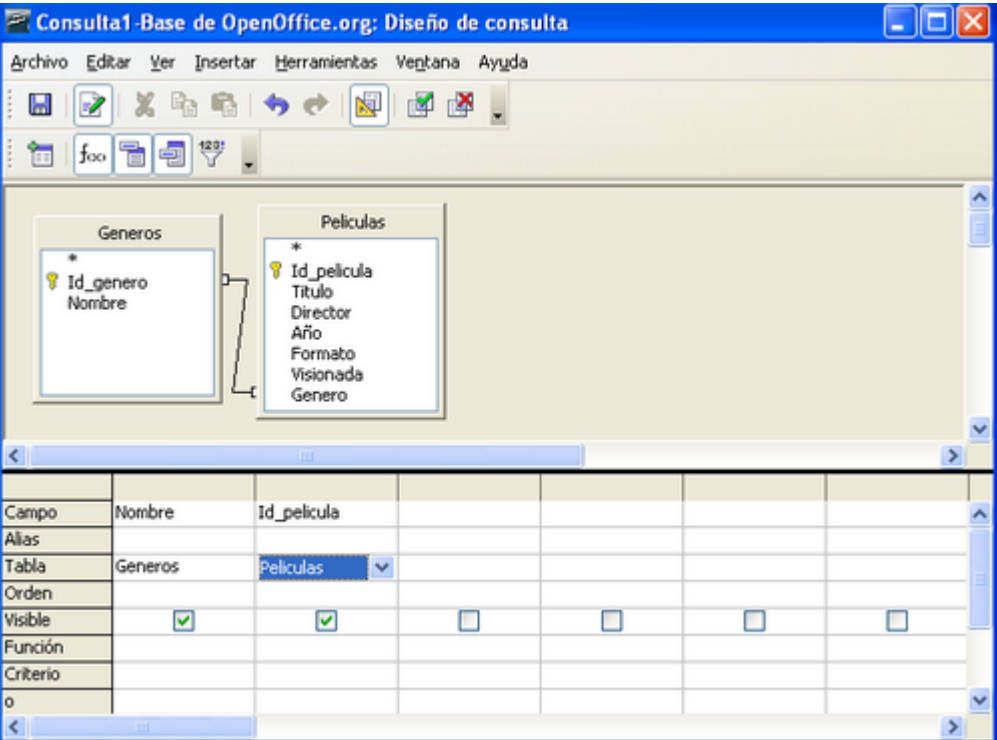 Consulta1-Base de OpenOffice.org: Diseño de consulta
Archivo Editar Ver Insertar Herramientas Ventana Ayuda
f(x)
120!
Generos
*
Id_genero
Nombre
Peliculas
*
Id_pelicula
Titulo
Director
Año
Formato
Visionada
Genero
Campo Nombre Id_pelicula
Alias
Tabla Generos Peliculas
Orden
Visible
Función
Criterio
o